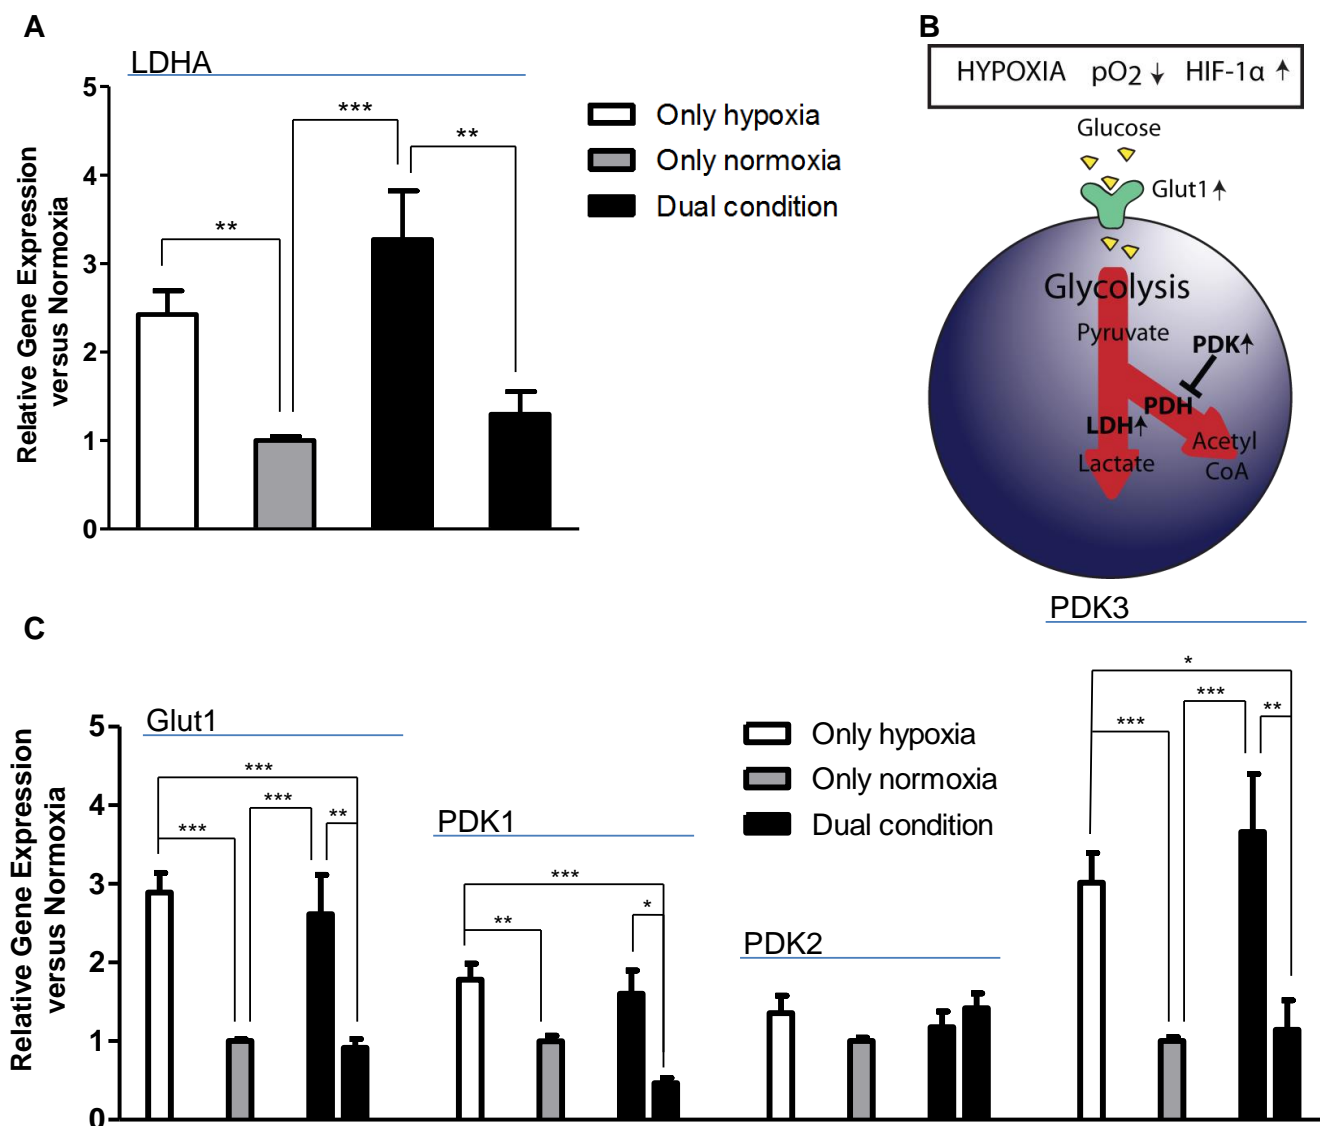 A
LDHA
Relative Gene Expression
versus Normoxia
5
4
3
2
1
0
**
***
**
Only hypoxia
Only normoxia
Dual condition
B
HYPOXIA pO2 ↓ HIF-1α ↑
Glucose
Glut1 ↑
Glycolysis
Pyruvate
PDK↑
PDH
LDH↑
Acetyl
CoA
Lactate
C
Relative Gene Expression
versus Normoxia
5
4
3
2
1
0
Glut1
***
***
**
***
PDK1
***
*
**
PDK2
Only hypoxia
Only normoxia
Dual condition
PDK3
*
***
**
***